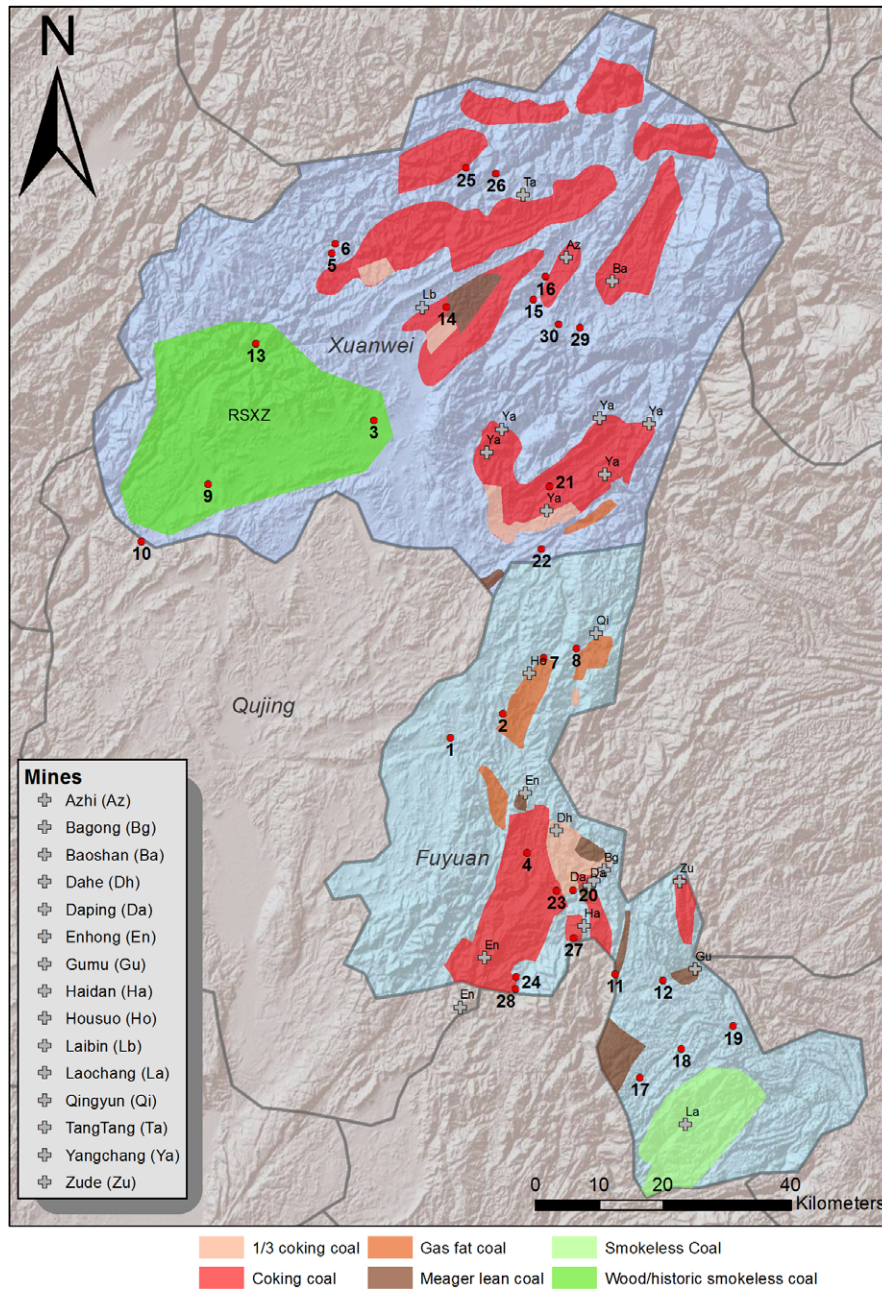 N
25
26
Ta
6
5
Az
16
Ba
Lb
14
15
30
29
13
Xuanwei
RSXZ
3
Ya
Ya
Ya
Ya
9
21
Ya
Ya
10
22
Qi
7
8
Ho
Qujing
2
1
Mines
Azhi (Az)
Bagong (Bg)
Baoshan (Ba)
Dahe (Dh)
Daping (Da)
Enhong (En)
Gumu (Gu)
Haidan (Ha)
Housuo (Ho)
Laibin (Lb)
Laochang (La)
Qingyun (Qi)
TangTang (Ta)
Yangchang (Ya)
Zude (Zu)
En
Dh
Fuyuan
4
Bg
Da
Da
Zu
23
20
Ha
27
En
Gu
24
11
12
28
En
19
18
17
La
0 10 20 40
Kilometers
1/3 coking coal
Gas fat coal
Smokeless Coal
Coking coal
Meager lean coal
Wood/historic smokeless coal